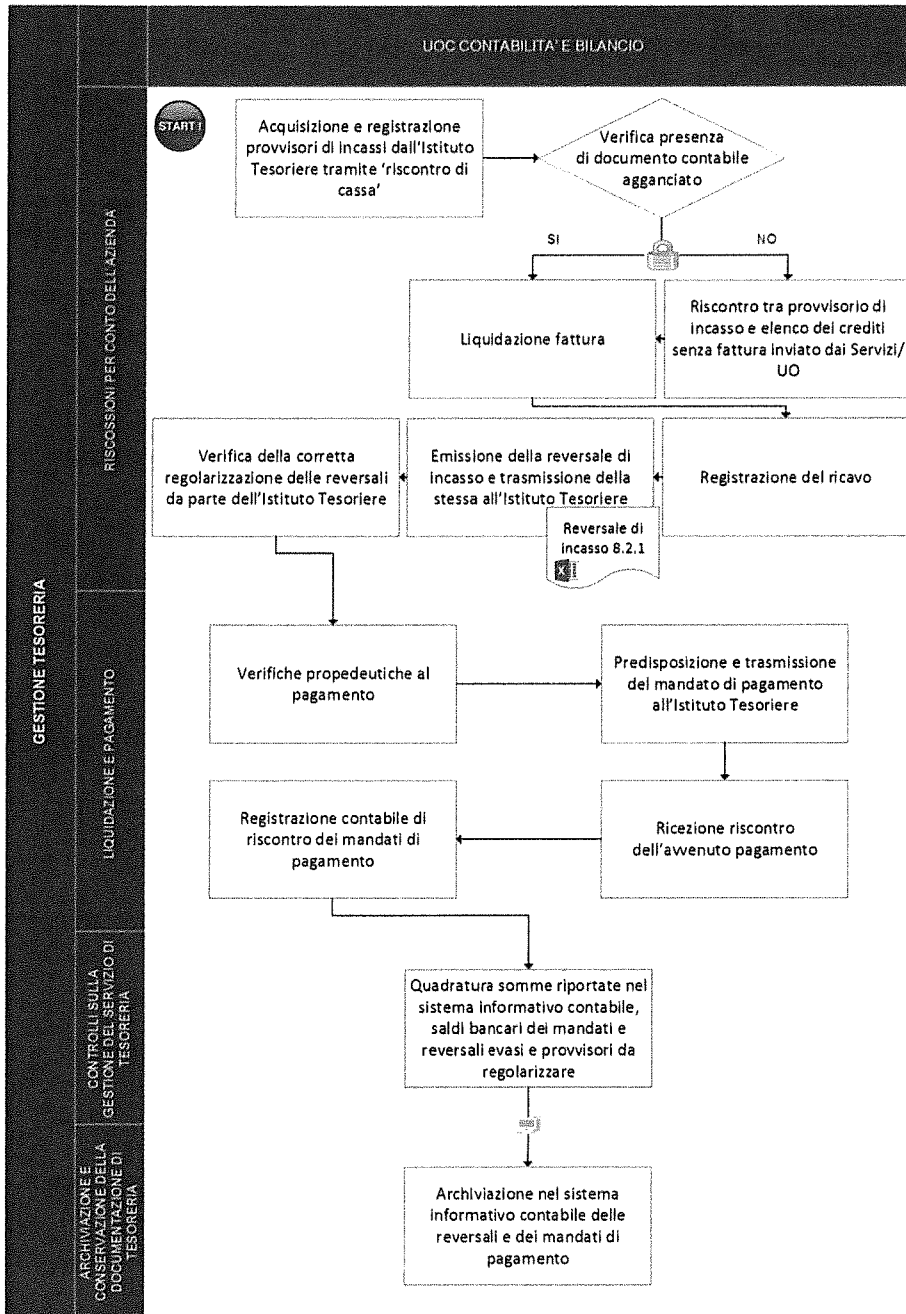 UOC CONTABILITA' E BILANCIO
GESTIONE TESORERIA
RISCOSSIONI PER CONTO DELL'AZIENDA
START !
Acquisizione e registrazione
provvisori di incassi dall'Istituto
Tesoriere tramite 'riscontro di
cassa'
Verifica presenza
di documento contabile
agganciato
SI
NO
Liquidazione fattura
Riscontro tra provvisorio di
incasso e elenco dei crediti
senza fattura inviato dai Servizi/
UO
Verifica della corretta
regolarizzazione delle reversali
da parte dell'Istituto Tesoriere
Emissione della reversale di
incasso e trasmissione della
stessa all'Istituto Tesoriere
Registrazione del ricavo
Reversale di
incasso 8.2.1
LIQUIDAZIONE E PAGAMENTO
Verifiche propedeutiche al
pagamento
Predisposizione e trasmissione
del mandato di pagamento
all'Istituto Tesoriere
Registrazione contabile di
riscontro dei mandati di
pagamento
Ricezione riscontro
dell'avvenuto pagamento
CONTROLLI SULLA
GESTIONE DEL SERVIZIO DI
TESORERIA
Quadratura somme riportate nel
sistema informativo contabile,
saldi bancari dei mandati e
reversali evasi e provvisori da
regolarizzare
ARCHIVIAZIONE E
CONSERVAZIONE DELLA
DOCUMENTAZIONE DI
TESORERIA
Archiviazione nel sistema
informativo contabile delle
reversali e dei mandati di
pagamento